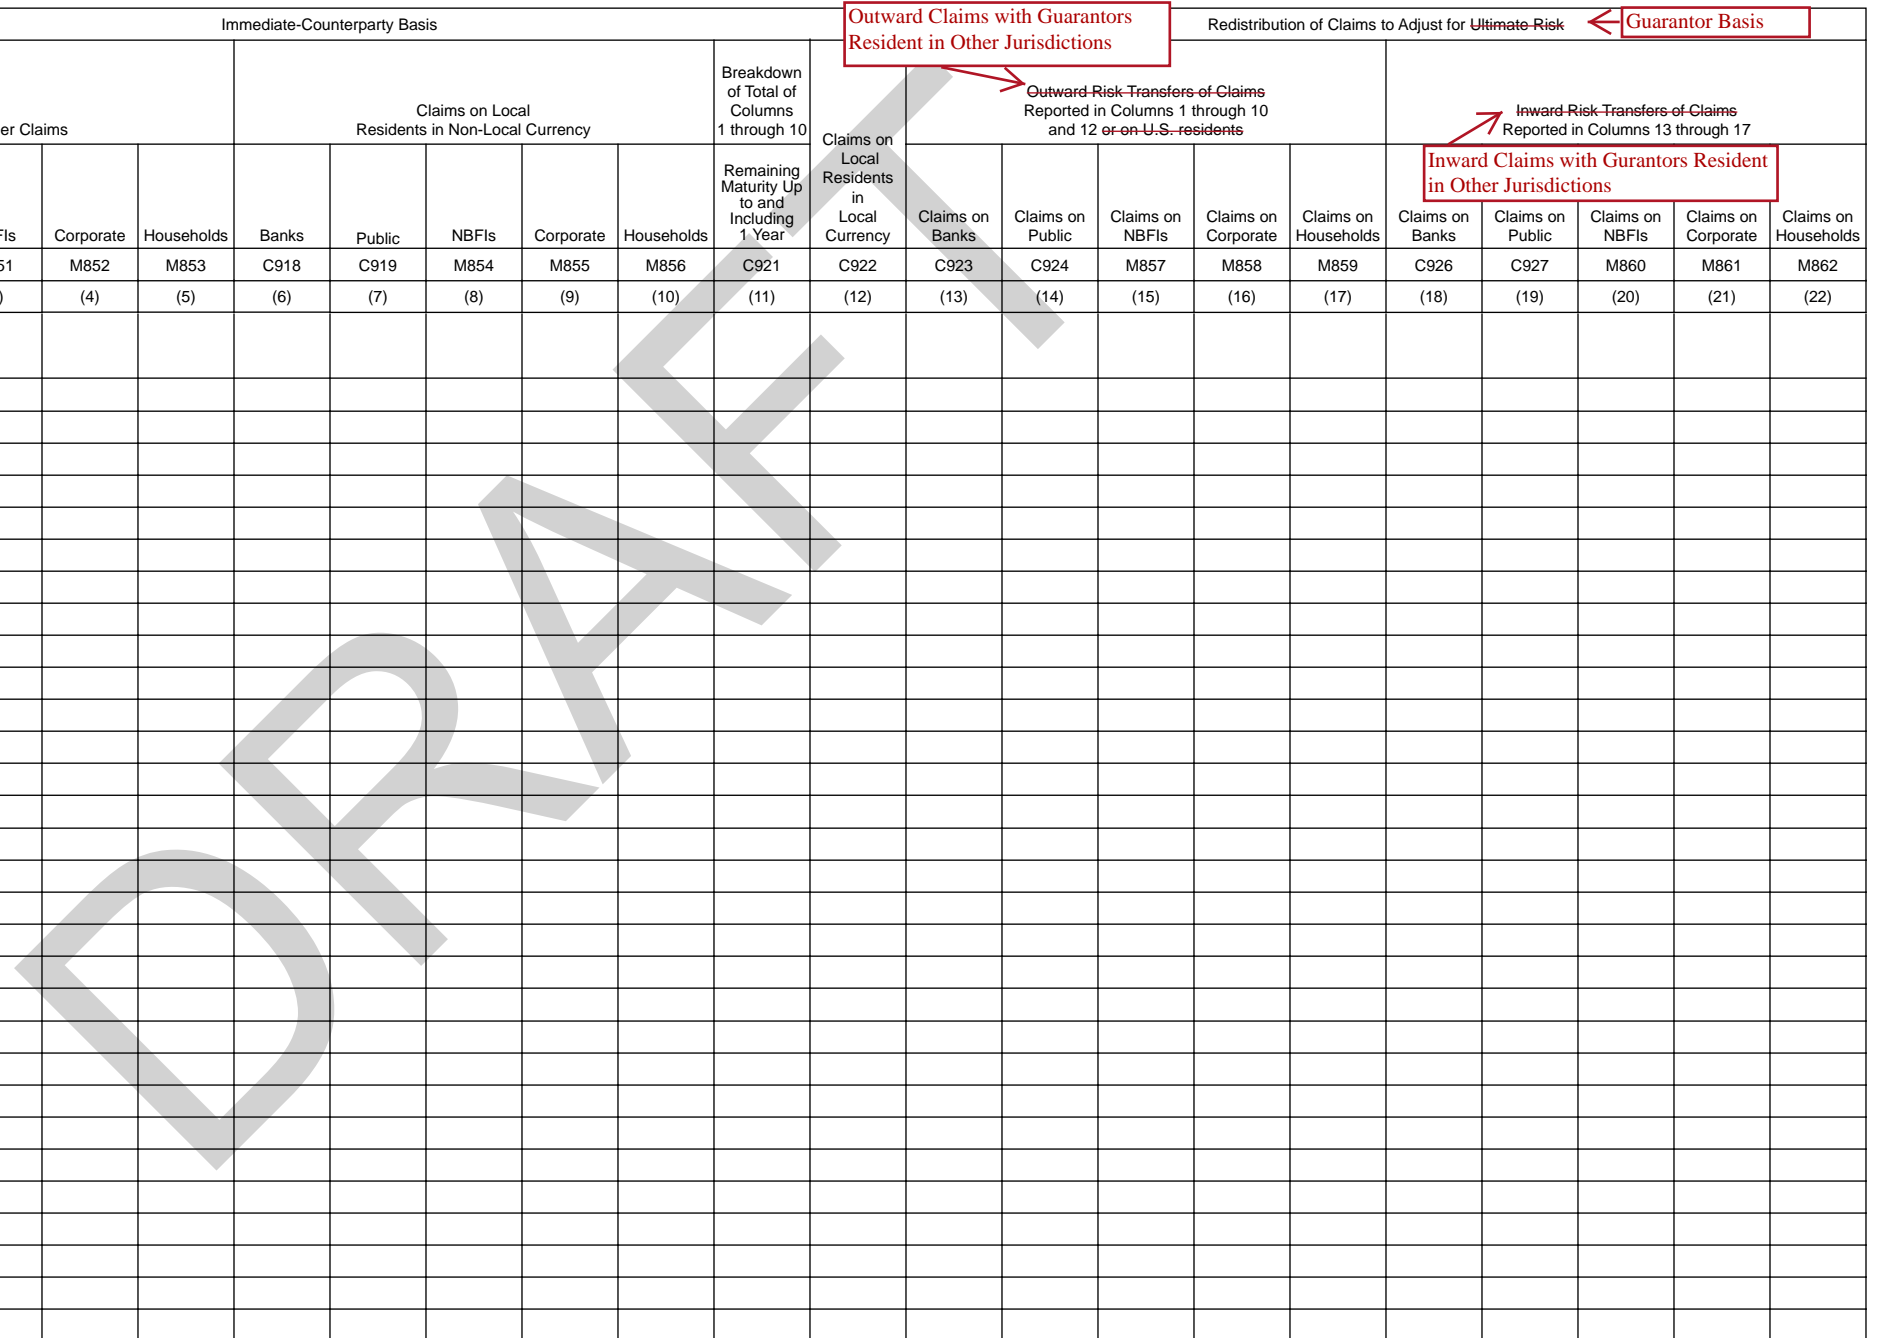 Immediate-Counterparty Basis
Outward Claims with Guarantors
Resident in Other Jurisdictions
Redistribution of Claims to Adjust for Ultimate Risk
Guarantor Basis
er Claims
Claims on Local
Residents in Non-Local Currency
Breakdown
of Total of
Columns
1 through 10
Claims on
Local
Residents
in
Local
Currency
Outward Risk Transfers of Claims
Reported in Columns 1 through 10
and 12 or on U.S. residents
Inward Risk Transfers of Claims
Reported in Columns 13 through 17
Inward Claims with Gurantors Resident
in Other Jurisdictions
Remaining
Maturity Up
to and
Including
1 Year
FIs
Corporate
Households
Banks
Public
NBFIs
Corporate
Households
Claims on
Banks
Claims on
Public
Claims on
NBFIs
Claims on
Corporate
Claims on
Households
Claims on
Banks
Claims on
Public
Claims on
NBFIs
Claims on
Corporate
Claims on
Households
51 M852 M853 C918 C919 M854 M855 M856 C921 C922 C923 C924 M857 M858 M859 C926 C927 M860 M861 M862
) (4) (5) (6) (7) (8) (9) (10) (11) (12) (13) (14) (15) (16) (17) (18) (19) (20) (21) (22)
DRAFT